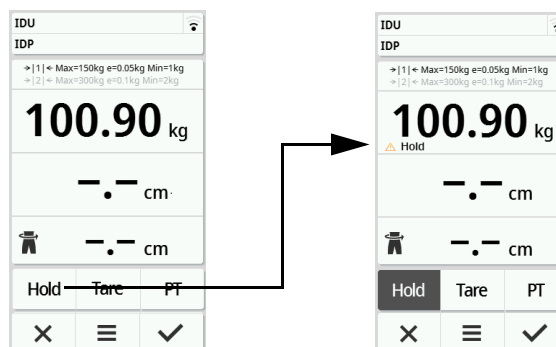 IDU
IDP
→|1|← Max=150kg e=0.05kg Min=1kg
→|2|← Max=300kg e=0.1kg Min=2kg
100.90 kg
–.– cm
–.– cm
Hold Tare PT
IDU
IDP
→|1|← Max=150kg e=0.05kg Min=1kg
→|2|← Max=300kg e=0.1kg Min=2kg
100.90 kg
Hold
–.– cm
–.– cm
Hold Tare PT